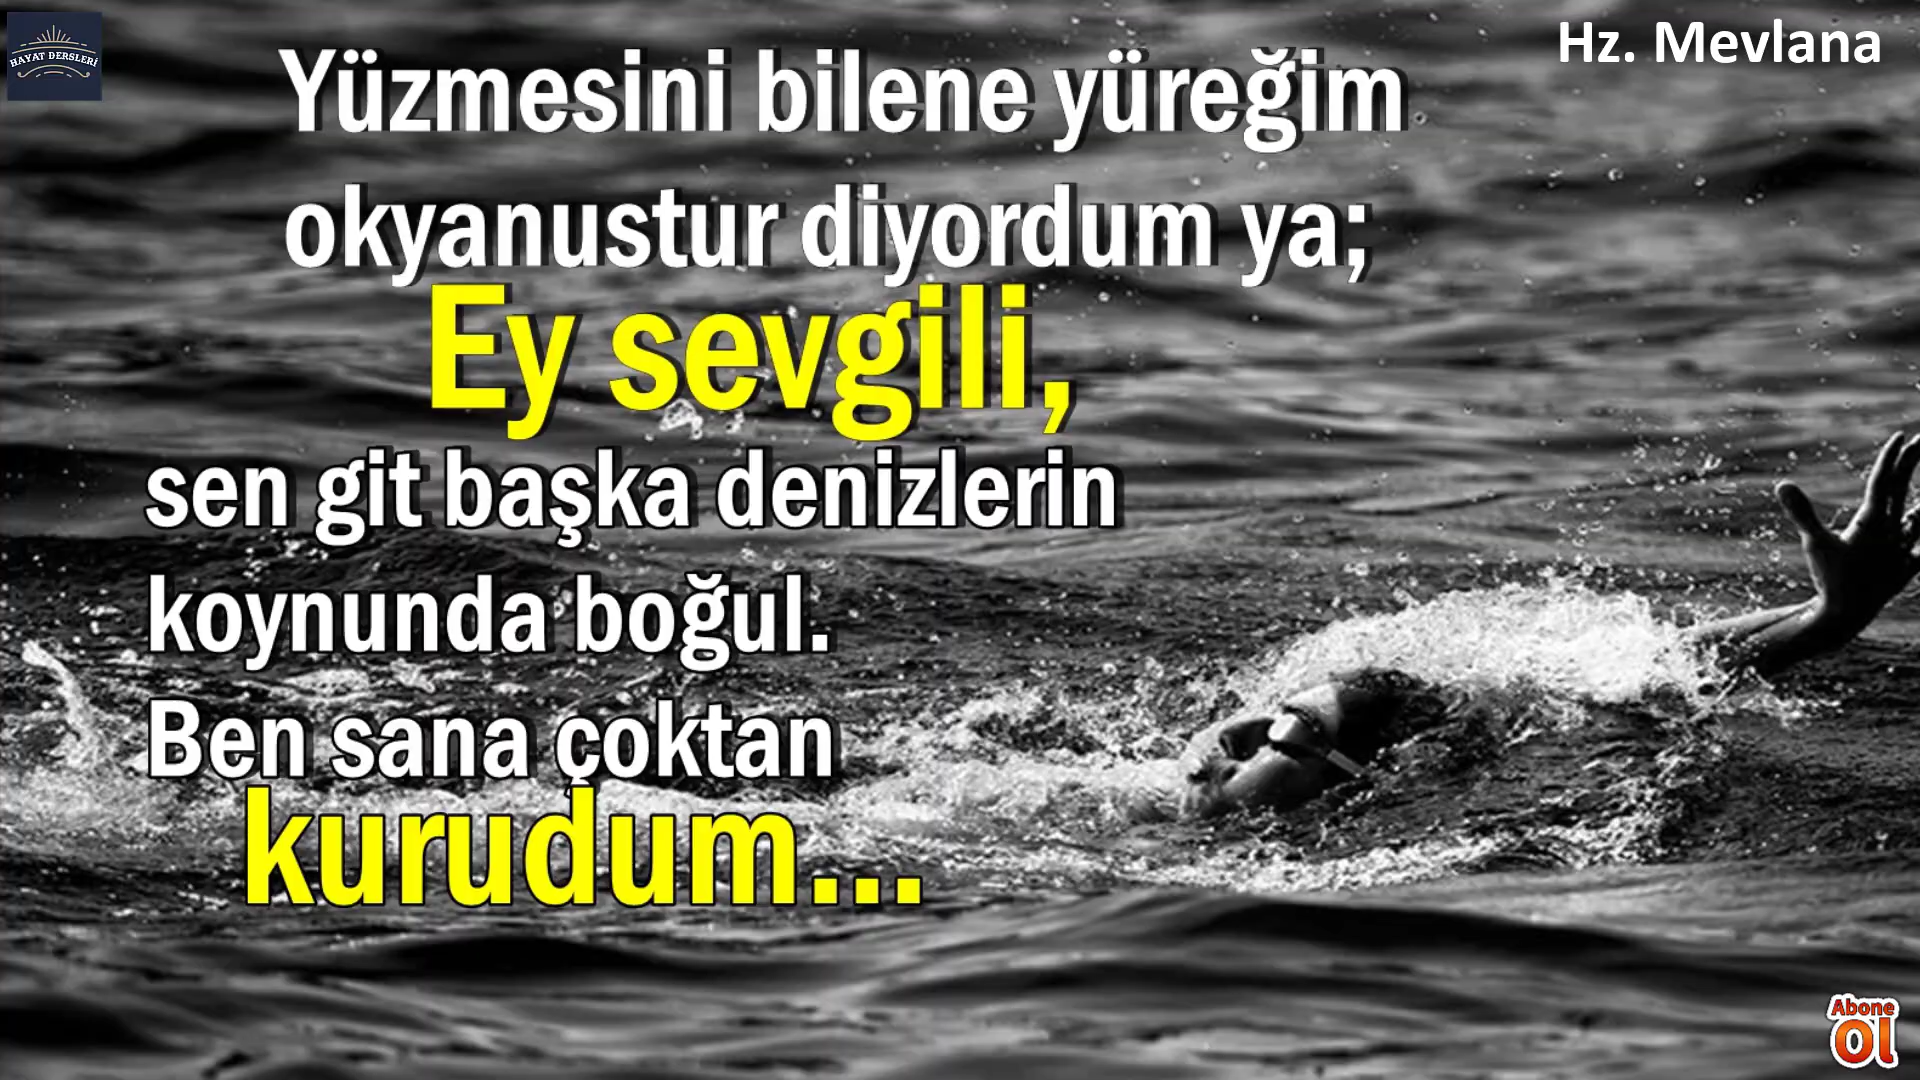 HAYAT DERSLERİ
Hz. Mevlana
Yüzmesini bilene yüreğim
okyanustur diyordum ya;
Ey sevgili,
sen git başka denizlerin
koynunda boğul.
Ben sana çoktan
kurudum...
Abone
Ol